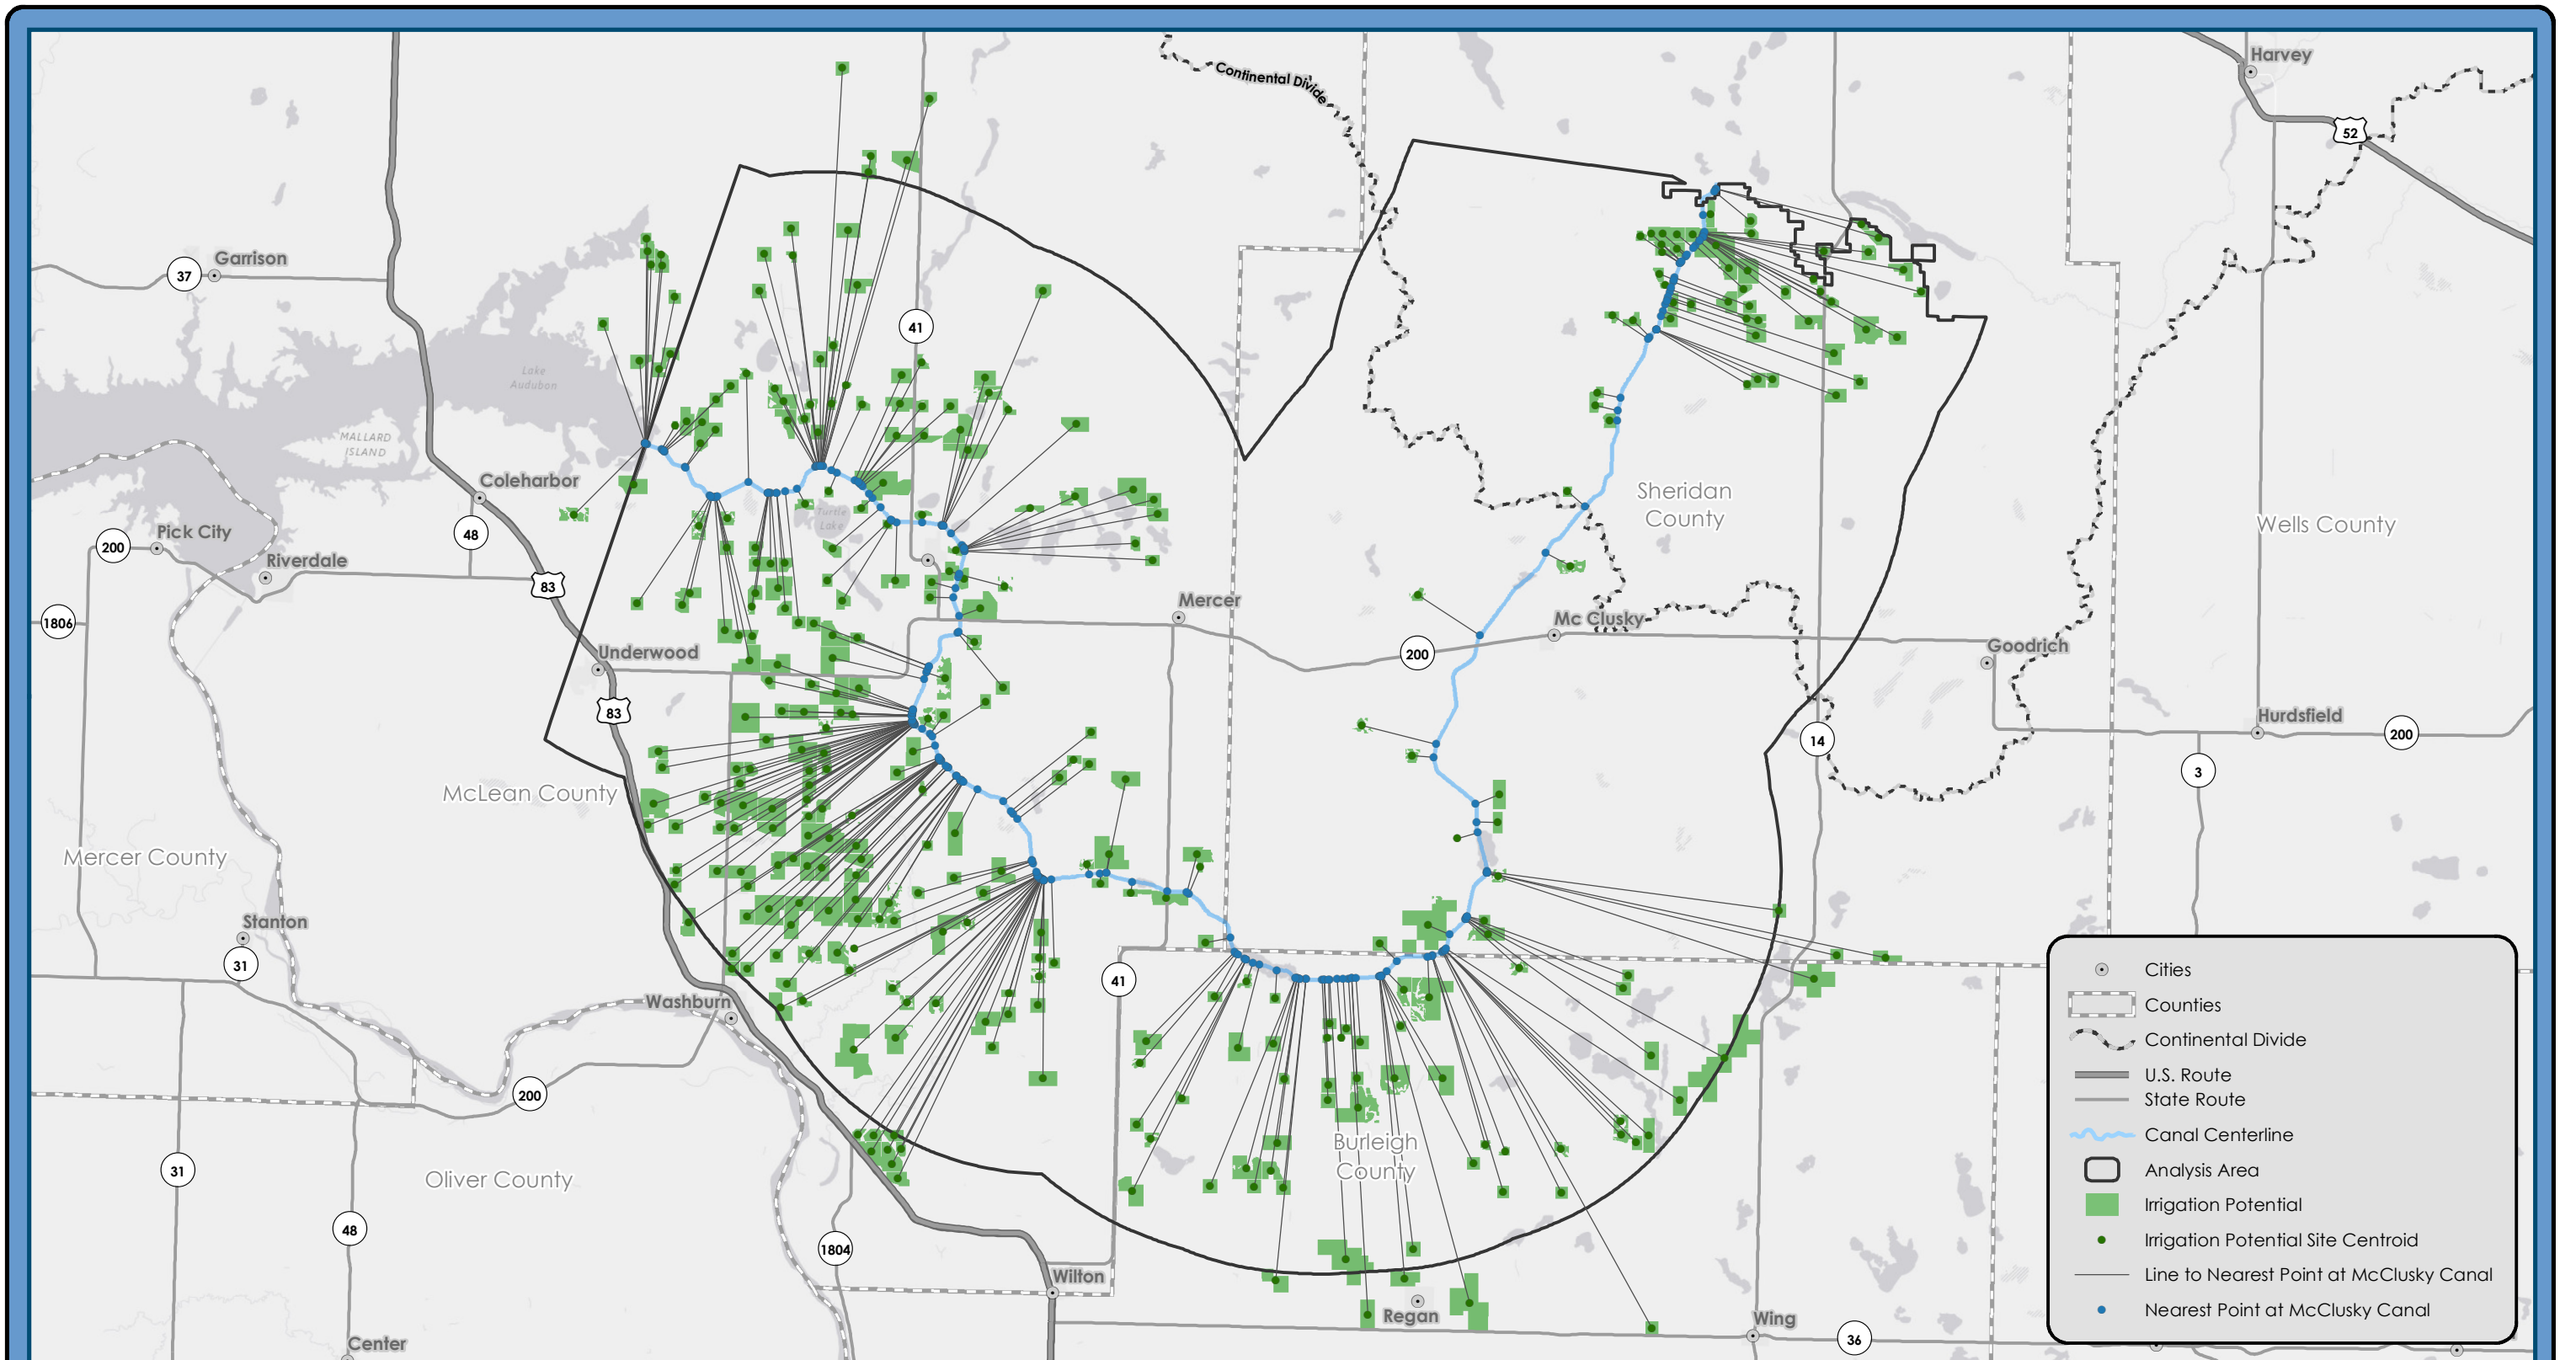 Harvey
Continental Divide
52
Garrison
37
41
Lake
Audubon
MALLARD
ISLAND
Coleharbor
Sheridan
County
Turtle
Lake
Wells County
Pick City
48
200
Riverdale
83
Mercer
1806
Mc Clusky
200
Goodrich
Underwood
83
Hurdsfield
14
200
3
McLean County
Mercer County
Stanton
31
41
Washburn
200
Burleigh
County
31
Oliver County
48
1804
Wilton
Regan
Wing
36
Center
Cities
Counties
Continental Divide
U.S. Route
State Route
Canal Centerline
Analysis Area
Irrigation Potential
Irrigation Potential Site Centroid
Line to Nearest Point at McClusky Canal
Nearest Point at McClusky Canal